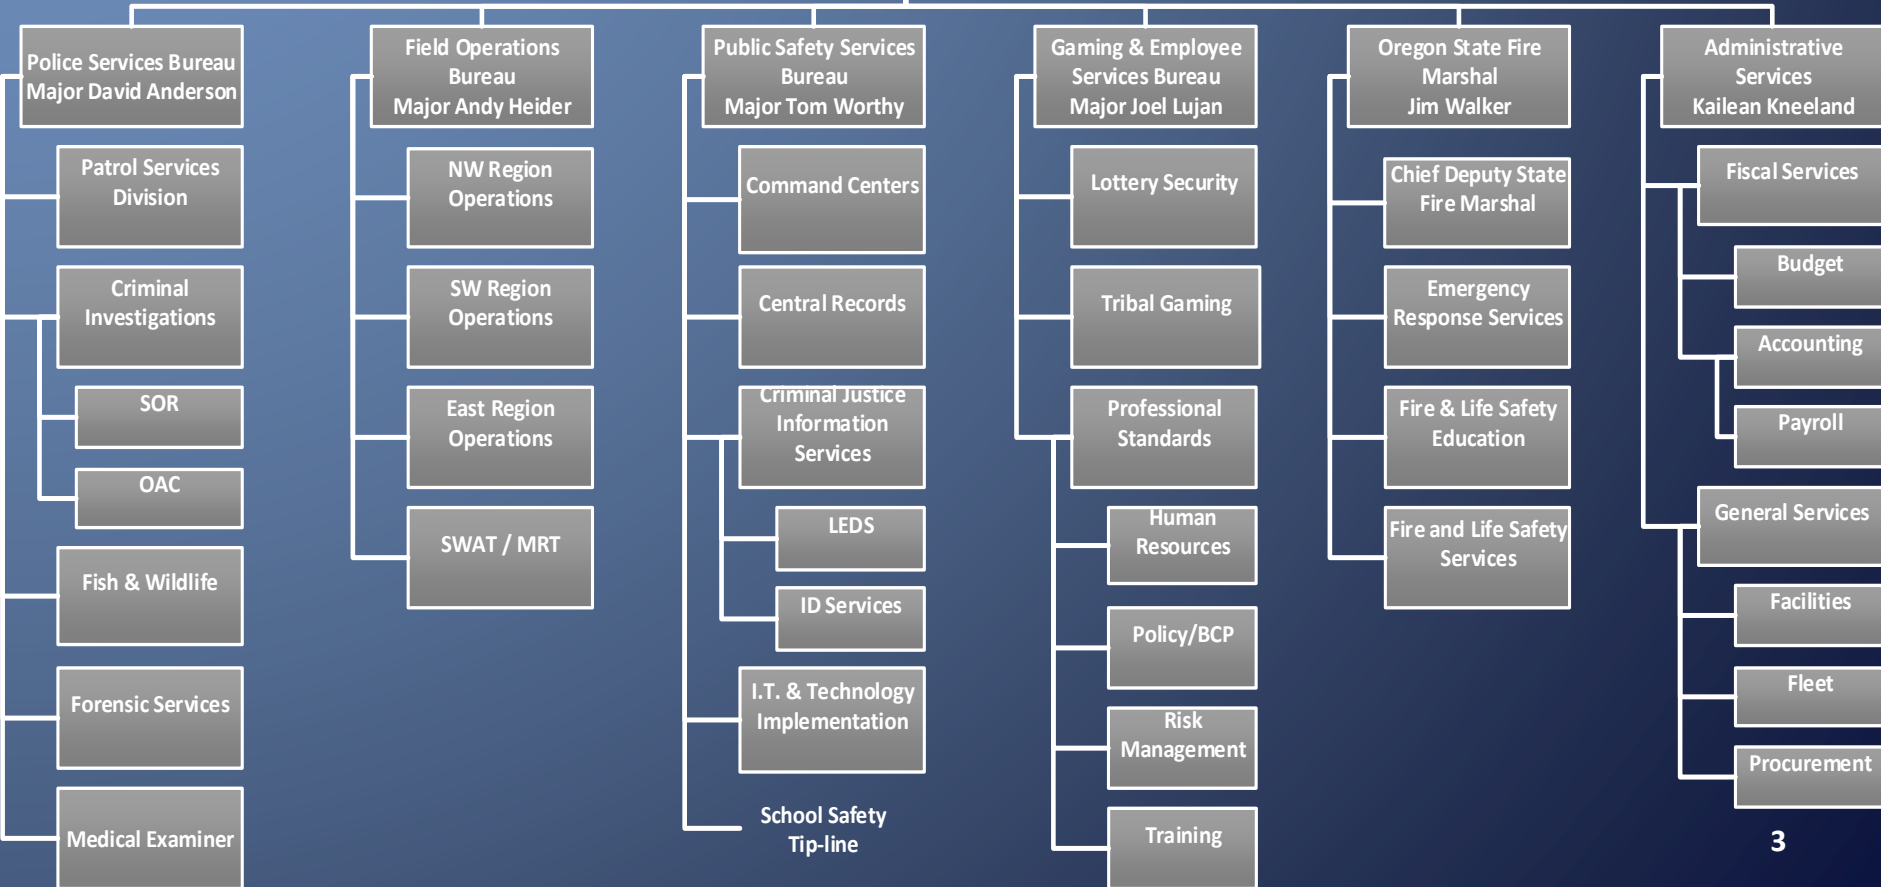 Police Services Bureau
Major David Anderson
Patrol Services
Division
Criminal
Investigations
SOR
OAC
Fish & Wildlife
Forensic Services
Medical Examiner
Field Operations
Bureau
Major Andy Heider
NW Region
Operations
SW Region
Operations
East Region
Operations
SWAT / MRT
Public Safety Services
Bureau
Major Tom Worthy
Command Centers
Central Records
Criminal Justice
Information
Services
LEDS
ID Services
I.T. & Technology
Implementation
School Safety
Tip-line
Gaming & Employee
Services Bureau
Major Joel Lujan
Lottery Security
Tribal Gaming
Professional
Standards
Human
Resources
Policy/BCP
Risk
Management
Training
Oregon State Fire
Marshal
Jim Walker
Chief Deputy State
Fire Marshal
Emergency
Response Services
Fire & Life Safety
Education
Fire and Life Safety
Services
Administrative
Services
Kailean Kneeland
Fiscal Services
Budget
Accounting
Payroll
General Services
Facilities
Fleet
Procurement
3